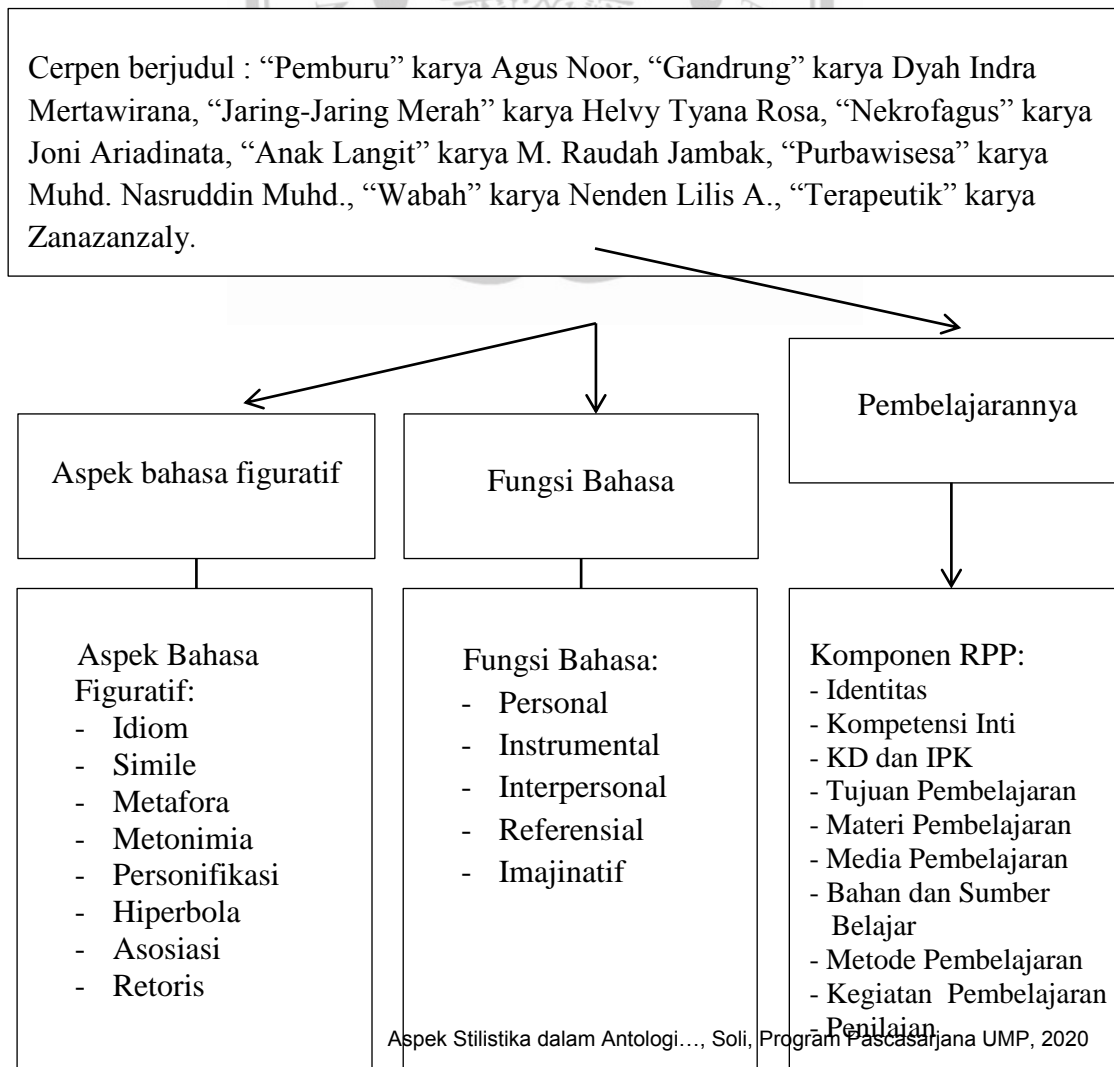 Cerpen berjudul : “Pemburu” karya Agus Noor, “Gandrung” karya Dyah Indra
Mertawirana, “Jaring-Jaring Merah” karya Helvy Tyana Rosa, “Nekrofagus” karya
Joni Ariadinata, “Anak Langit” karya M. Raudah Jambak, “Purbawisesa” karya
Muhd. Nasruddin Muhd., “Wabah” karya Nenden Lilis A., “Terapeutik” karya
Zanazanzaly.
Aspek bahasa figuratif
Fungsi Bahasa
Pembelajarannya
Aspek Bahasa
Figuratif:
- Idiom
- Simile
- Metafora
- Metonimia
- Personifikasi
- Hiperbola
- Asosiasi
- Retoris
Fungsi Bahasa:
- Personal
- Instrumental
- Interpersonal
- Referensial
- Imajinatif
Komponen RPP:
- Identitas
- Kompetensi Inti
- KD dan IPK
- Tujuan Pembelajaran
- Materi Pembelajaran
- Media Pembelajaran
- Bahan dan Sumber
Belajar
- Metode Pembelajaran
- Kegiatan Pembelajaran
- Penilaian
Aspek Stilistika dalam Antologi…, Soli, Program Pascasarjana UMP, 2020